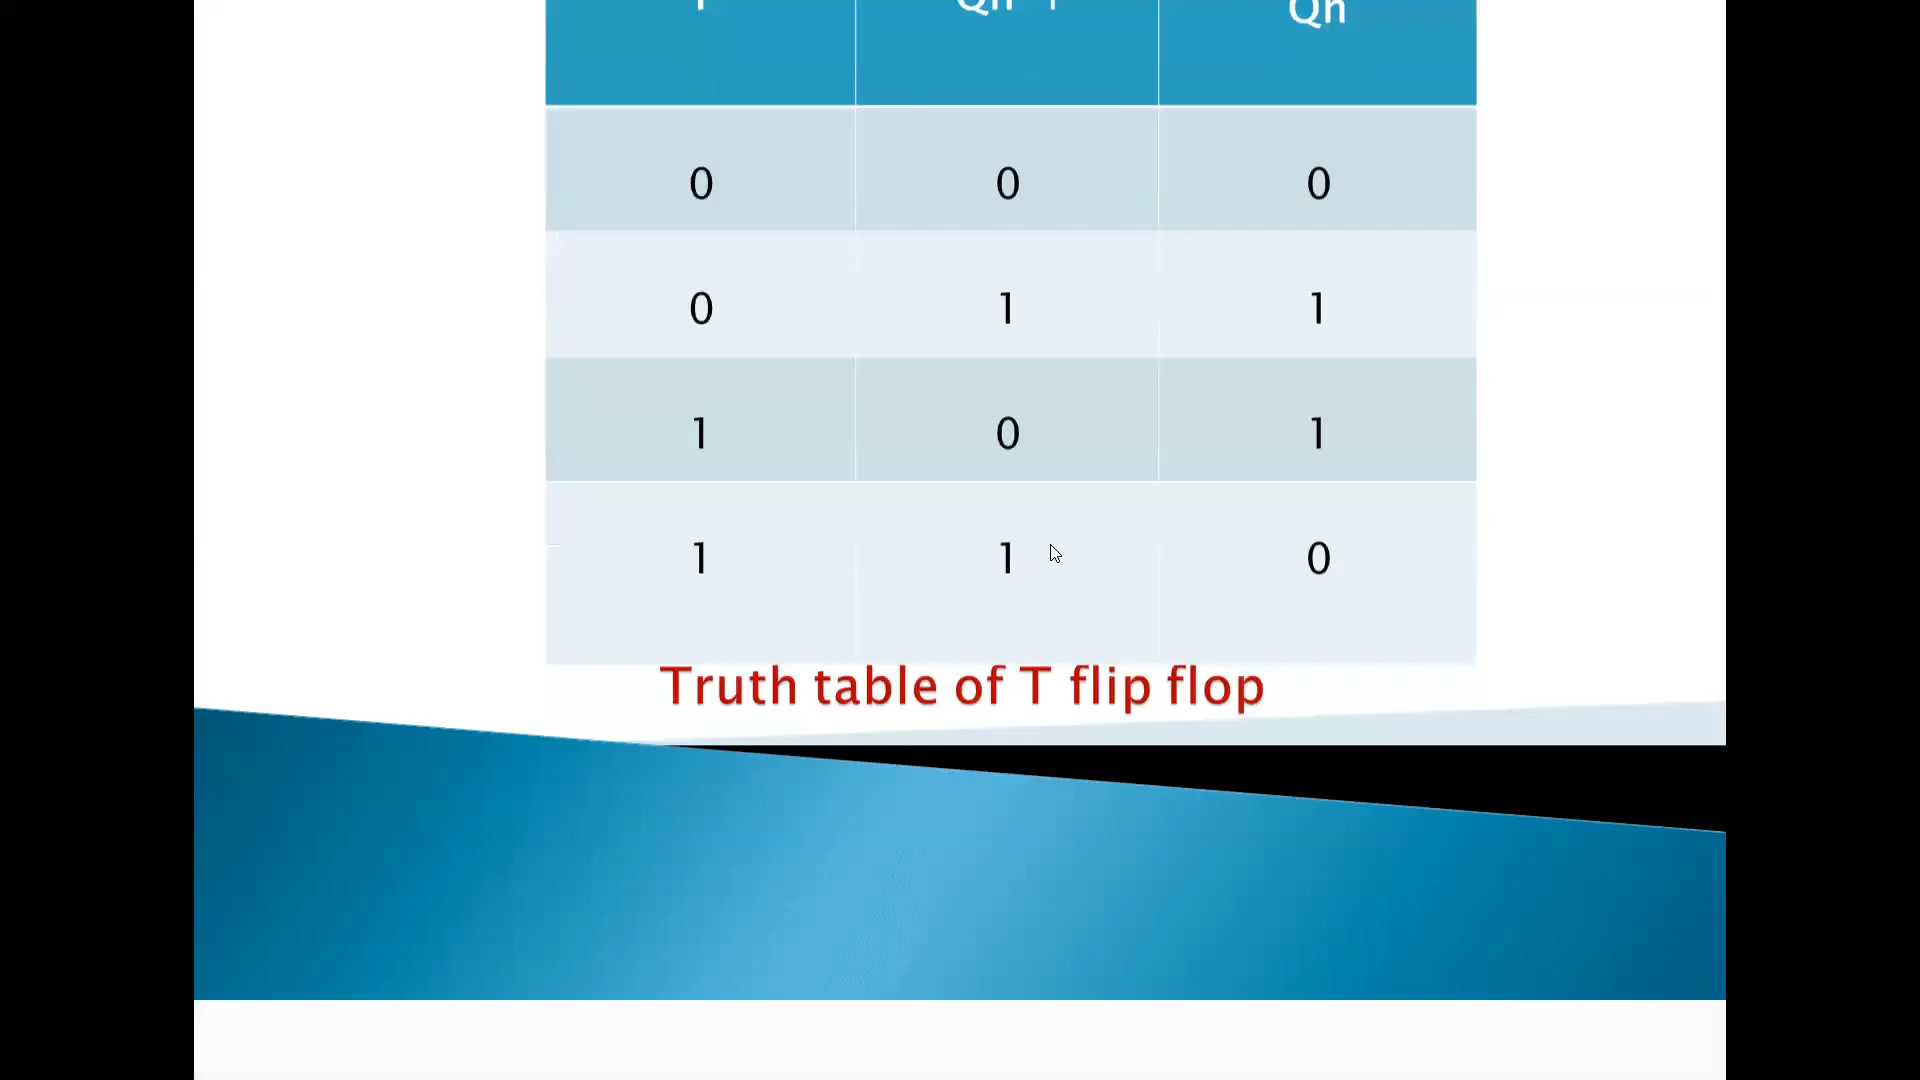 Qn
0 0 0
0 1 1
1 0 1
1 1 0
Truth table of T flip flop